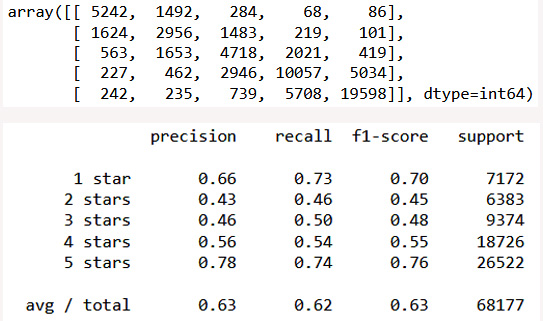 array([[ 5242, 1492, 284, 68, 86],
[ 1624, 2956, 1483, 219, 101],
[ 563, 1653, 4718, 2021, 419],
[ 227, 462, 2946, 10057, 5034],
[ 242, 235, 739, 5708, 19598]], dtype=int64)
precision recall f1-score support
1 star 0.66 0.73 0.70 7172
2 stars 0.43 0.46 0.45 6383
3 stars 0.46 0.50 0.48 9374
4 stars 0.56 0.54 0.55 18726
5 stars 0.78 0.74 0.76 26522
avg / total 0.63 0.62 0.63 68177